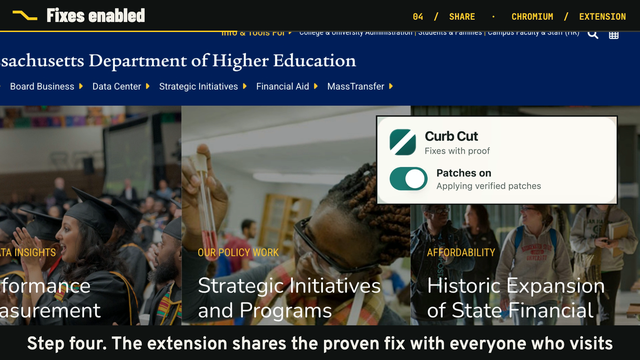 Fixes enabled
04 / SHARE · CHROMIUM / EXTENSION
Info & Tools For
College & University Administration | Students & Families | Campus Faculty & Staff (HR)
sachusetts Department of Higher Education
Board Business
Data Center
Strategic Initiatives
Financial Aid
MassTransfer
Curb Cut
Fixes with proof
Patches on
Applying verified patches
ATA INSIGHTS
formance
asurement
OUR POLICY WORK
Strategic Initiatives
and Programs
AFFORDABILITY
Historic Expansion
of State Financial
Step four. The extension shares the proven fix with everyone who visits